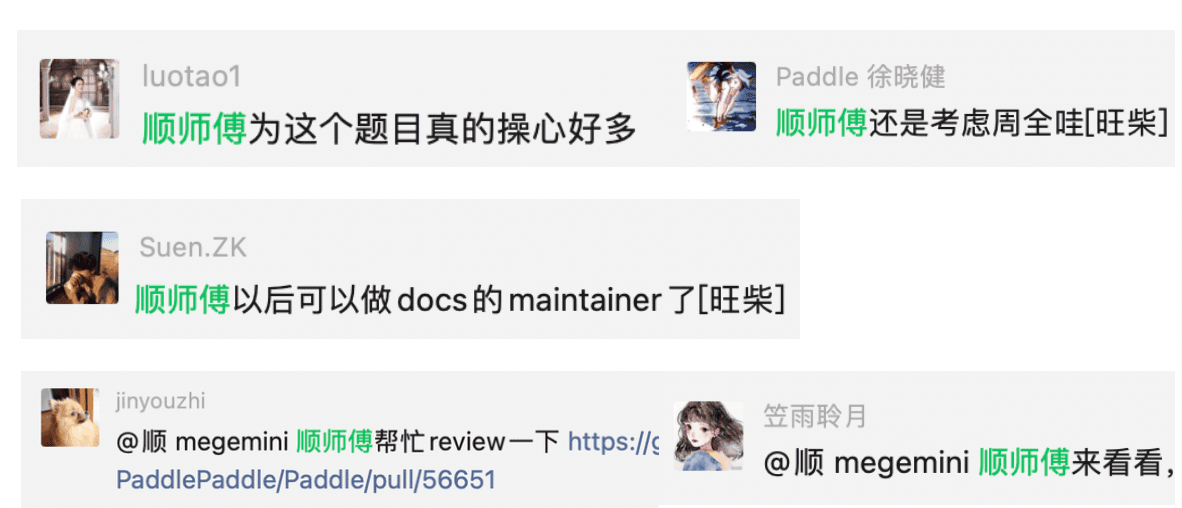 luotao1
顺师傅为这个题目真的操心好多
Paddle 徐晓健
顺师傅还是考虑周全哇[旺柴]
Suen.ZK
顺师傅以后可以做docs的maintainer了[旺柴]
jinyouzhi
@顺 megemini 顺师傅帮忙review一下 https://g
PaddlePaddle/Paddle/pull/56651
笠雨聆月
@顺 megemini 顺师傅来看看，